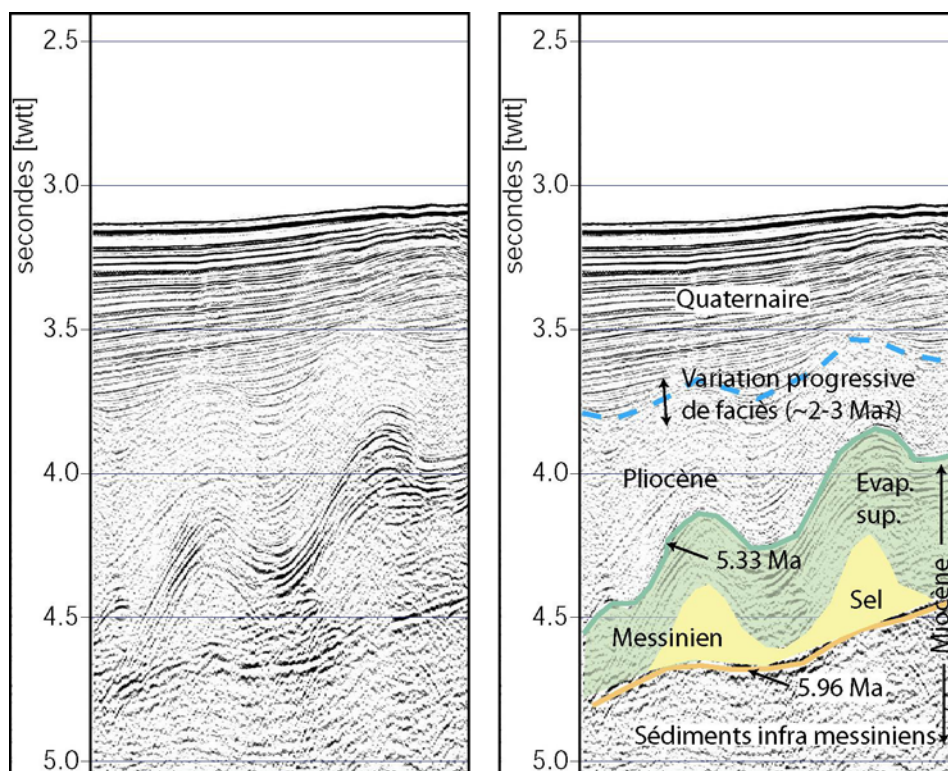 secondes [twtt]
2.5
3.0
3.5
4.0
4.5
5.0
secondes [twtt]
2.5
3.0
3.5
4.0
4.5
5.0
Quaternaire
Variation progressive
de faciès (~2-3 Ma?)
Pliocène
Evap.
sup.
5.33 Ma
Sel
Messinien
Miocène
5.96 Ma
Sédiments infra messiniens